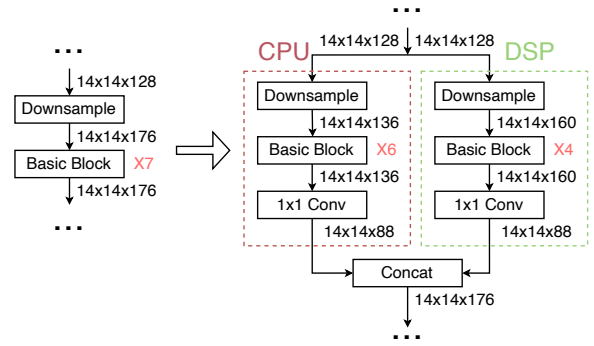 ...
14x14x128
Downsample
14x14x176
Basic Block X7
14x14x176
...
...
14x14x128 14x14x128
CPU DSP
Downsample Downsample
14x14x136 14x14x160
Basic Block X6 Basic Block X4
14x14x136 14x14x160
1x1 Conv 1x1 Conv
14x14x88 14x14x88
Concat
14x14x176
...